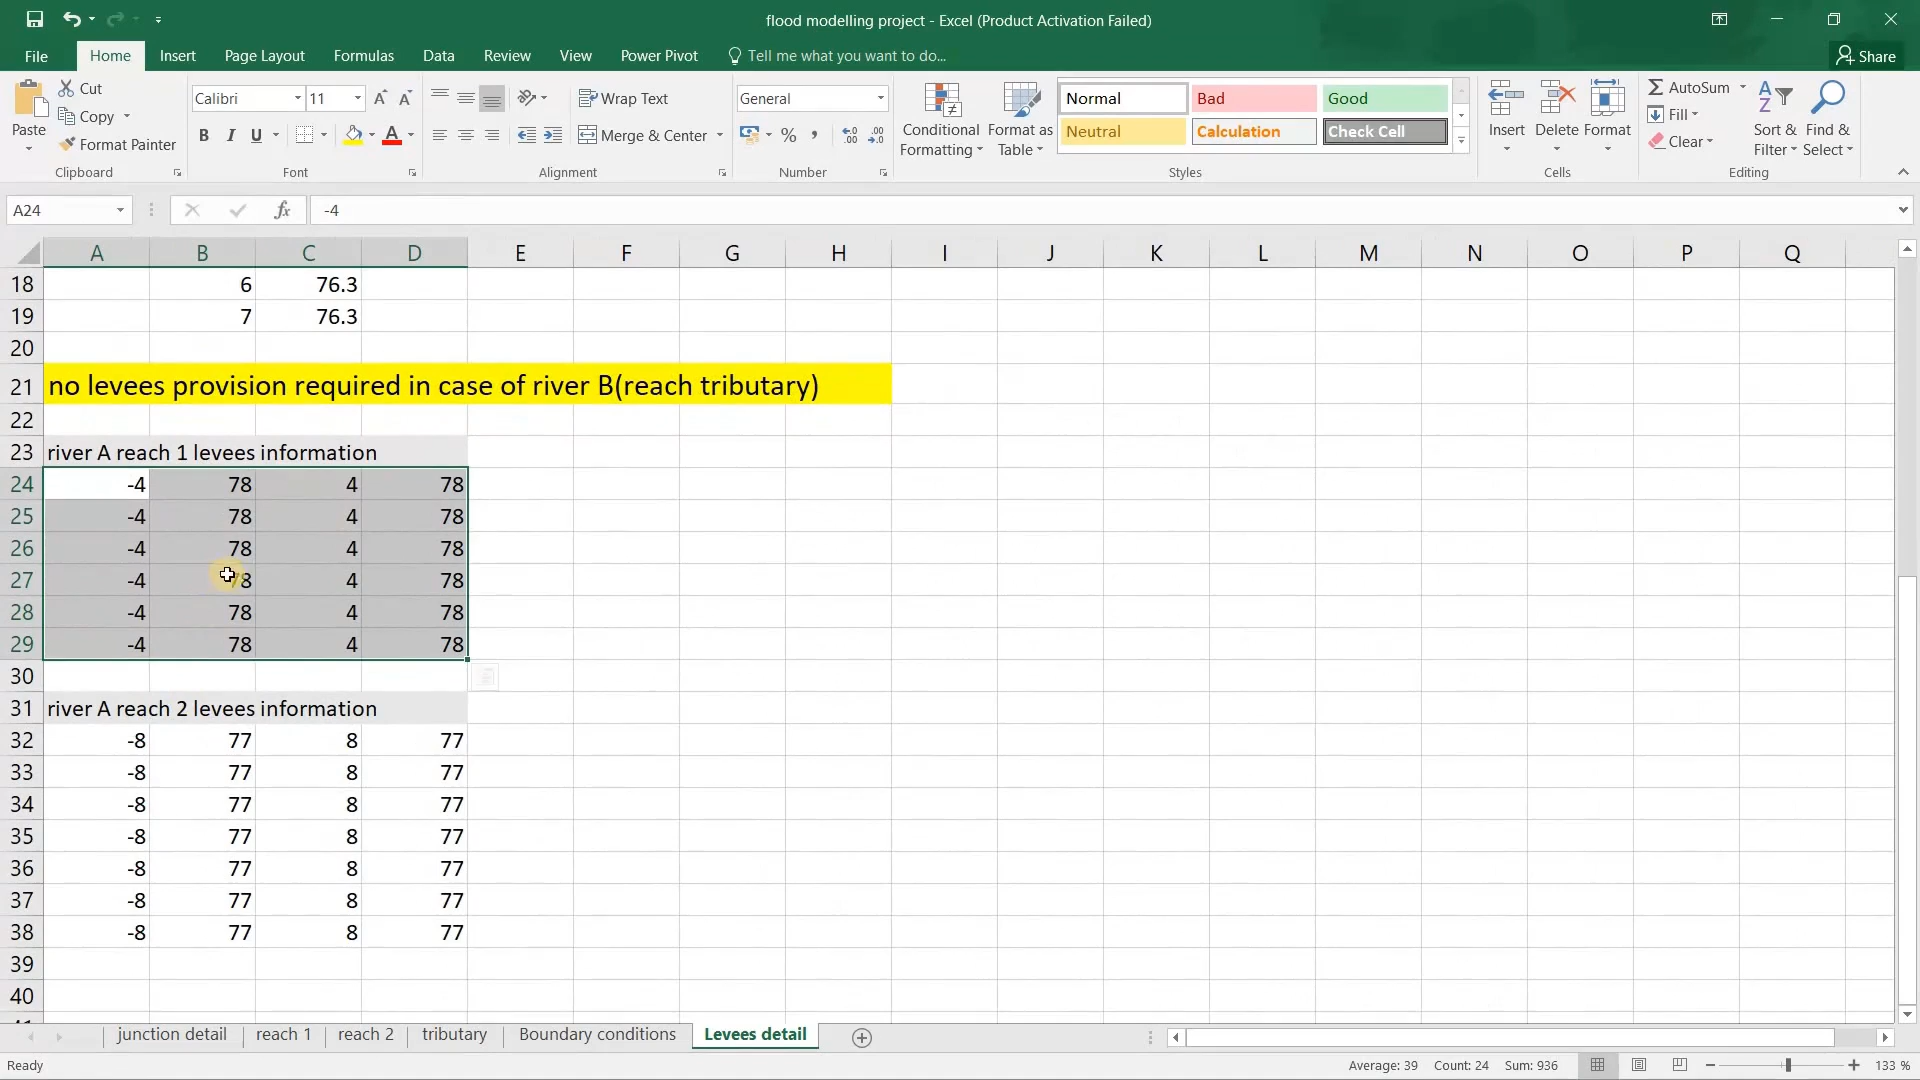 flood modelling project - Excel (Product Activation Failed)
File Home Insert Page Layout Formulas Data Review View Power Pivot Tell me what you want to do... Share
Paste Cut Copy Format Painter Clipboard
Calibri 11 A A B I U A Font
Wrap Text Merge & Center Alignment
General % , Number
Conditional Formatting Format as Table
Normal Bad Good
Neutral Calculation Check Cell
Styles
Insert Delete Format Cells
AutoSum Fill Clear Sort & Filter Find & Select Editing
A24 fx -4
A B C D E F G H I J K L M N O P Q
18 6 76.3
19 7 76.3
20
21 no levees provision required in case of river B(reach tributary)
22
23 river A reach 1 levees information
24 -4 78 4 78
25 -4 78 4 78
26 -4 78 4 78
27 -4 78 4 78
28 -4 78 4 78
29 -4 78 4 78
30
31 river A reach 2 levees information
32 -8 77 8 77
33 -8 77 8 77
34 -8 77 8 77
35 -8 77 8 77
36 -8 77 8 77
37 -8 77 8 77
38 -8 77 8 77
39
40
junction detail reach 1 reach 2 tributary Boundary conditions Levees detail
Ready Average: 39 Count: 24 Sum: 936 133 %